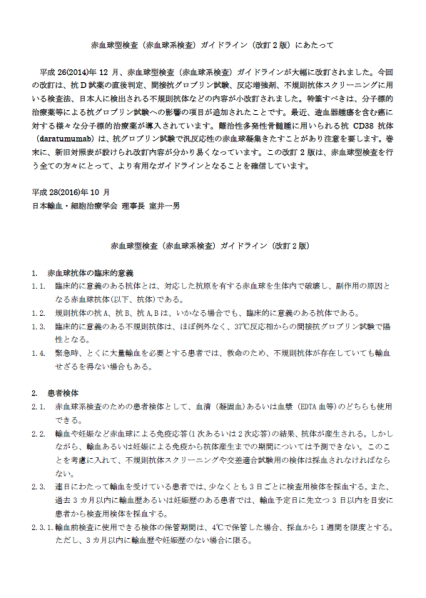 赤血球型検査（赤血球系検査）ガイドライン（改訂2版）にあたって
平成26(2014)年12月、赤血球型検査（赤血球系検査）ガイドラインが大幅に改訂されました。今回
の改訂は、抗D試薬の直後判定、間接抗グロブリン試験、反応増強剤、不規則抗体スクリーニングに用
いる検査法、日本人に検出される不規則抗体などの内容が小改訂されました。特筆すべきは、分子標的
治療薬等による抗グロブリン試験への影響の項目が追加されたことです。最近、造血器腫瘍を含む癌に
対する様々な分子標的治療薬が導入されています。難治性多発性骨髄腫に用いられる抗CD38抗体
（daratumumab）は、抗グロブリン試験で汎反応性の赤血球凝集きたすことがあり注意を要します。巻
末に、新旧対照表が設けられ改訂内容が分かり易くなっています。この改訂2版は、赤血球型検査を行
う全ての方々にとって、より有用なガイドラインとなることを確信しています。
平成28(2016)年10月
日本輸血・細胞治療学会 理事長 室井一男
赤血球型検査（赤血球系検査）ガイドライン（改訂2版）
1. 赤血球抗体の臨床的意義
1.1. 臨床的に意義のある抗体とは、対応した抗原を有する赤血球を生体内で破壊し、副作用の原因と
なる赤血球抗体(以下、抗体)である。
1.2. 規則抗体の抗A、抗B、抗A,Bは、いかなる場合でも、臨床的に意義のある抗体である。
1.3. 臨床的に意義のある不規則抗体は、ほぼ例外なく、37℃反応相からの間接抗グロブリン試験で陽
性となる。
1.4. 緊急時、とくに大量輸血を必要とする患者では、救命のため、不規則抗体が存在していても輸血
せざるを得ない場合もある。
2. 患者検体
2.1. 赤血球系検査のための患者検体として、血清（凝固血）あるいは血漿（EDTA血等)のどちらも使用
できる。
2.2. 輸血や妊娠など赤血球による免疫応答(1次あるいは2次応答)の結果、抗体が産生される。しかし
ながら、輸血あるいは妊娠による免疫から抗体産生までの期間については予測できない。このこ
とを考慮に入れて、不規則抗体スクリーニングや交差適合試験用の検体は採血されなければなら
ない。
2.3. 連日にわたって輸血を受けている患者では、少なくとも3日ごとに検査用検体を採血する。また、
過去3カ月以内に輸血歴あるいは妊娠歴のある患者では、輸血予定日に先立つ3日以内を目安に
患者から検査用検体を採血する。
2.3.1.輸血前検査に使用できる検体の保管期間は、4℃で保管した場合、採血から1週間を限度とする。
ただし、3カ月以内に輸血歴や妊娠歴のない場合に限る。